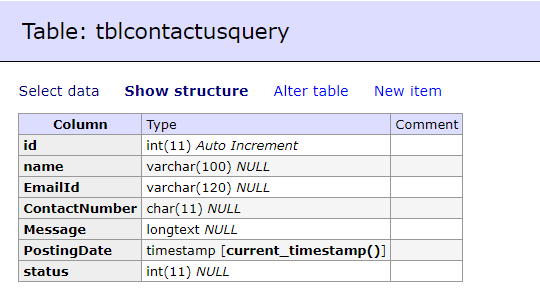 Table: tblcontactusquery
Select data Show structure Alter table New item
Column Type Comment
id int(11) Auto Increment
name varchar(100) NULL
EmailId varchar(120) NULL
ContactNumber char(11) NULL
Message longtext NULL
PostingDate timestamp [current_timestamp()]
status int(11) NULL